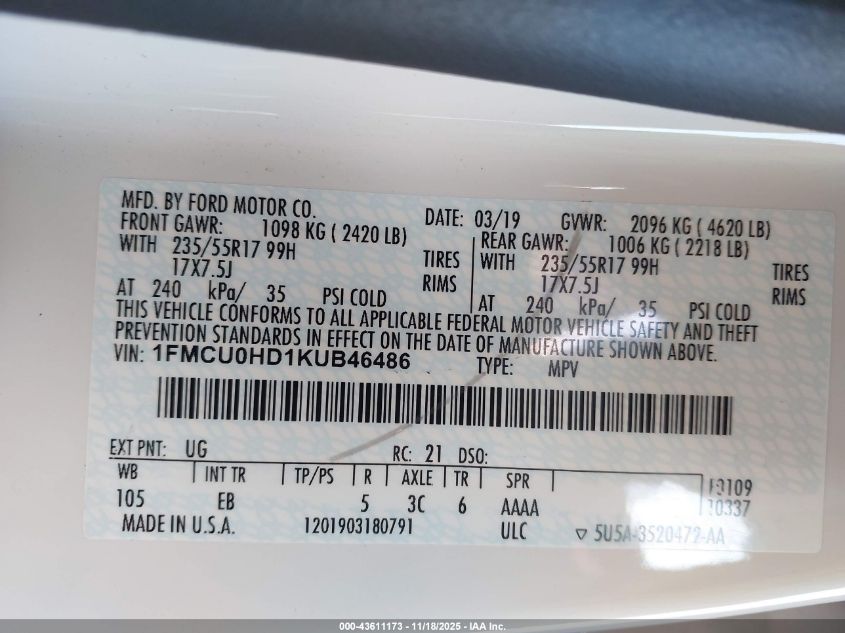 MFD. BY FORD MOTOR CO. DATE: 03/19 GVWR: 2096 KG ( 4620 LB)
FRONT GAWR: 1098 KG ( 2420 LB) REAR GAWR: 1006 KG ( 2218 LB)
WITH 235/55R17 99H TIRES WITH 235/55R17 99H TIRES
17X7.5J RIMS 17X7.5J RIMS
AT 240 kPa/ 35 PSI COLD AT 240 kPa/ 35 PSI COLD
THIS VEHICLE CONFORMS TO ALL APPLICABLE FEDERAL MOTOR VEHICLE SAFETY AND THEFT
PREVENTION STANDARDS IN EFFECT ON THE DATE OF MANUFACTURE SHOWN ABOVE.
VIN: 1FMCU0HD1KUB46486 TYPE: MPV
EXT PNT: UG RC: 21 DSO:
WB INT TR TP/PS R AXLE TR SPR
105 EB 5 3C 6 AAAA
10337
MADE IN U.S.A. 1201903180791 ULC ▽ 5U5A-3520472-AA
000-43611173 - 11/18/2025 - IAA Inc.